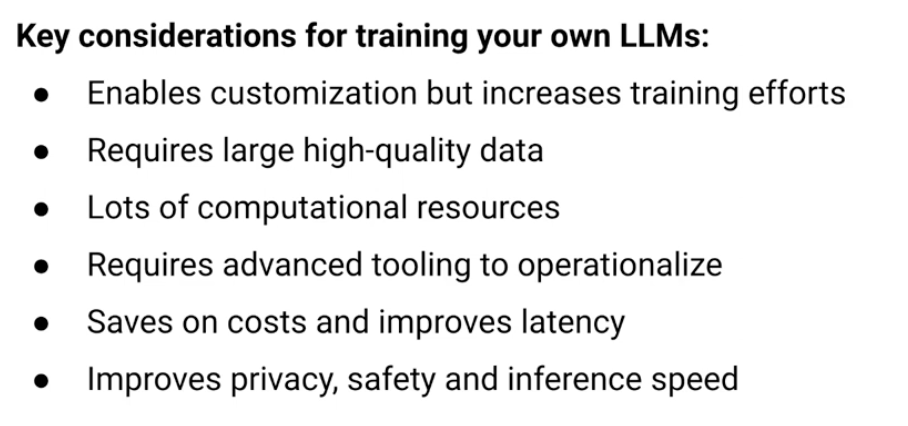 Key considerations for training your own LLMs:
● Enables customization but increases training efforts
● Requires large high-quality data
● Lots of computational resources
● Requires advanced tooling to operationalize
● Saves on costs and improves latency
● Improves privacy, safety and inference speed